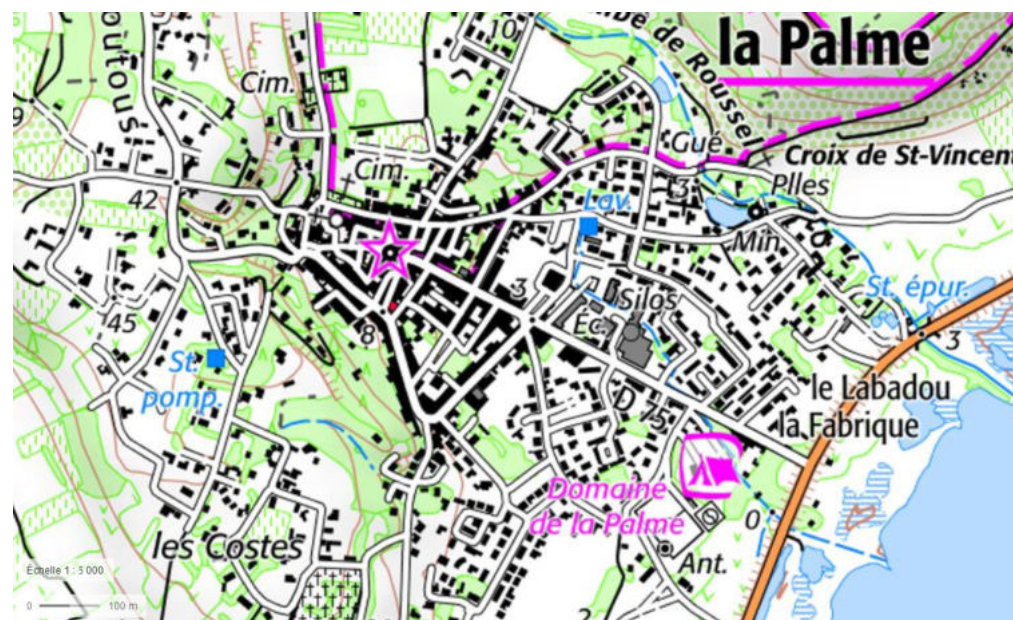 la Palme
10
Cim.
de Roussel
Gué
Croix de St-Vincent
Cim.
Plles
13
42
Lav.
Min.
St. épur.
3
Silos
Éc.
45
8
3
St.
pomp.
le Labadou
la Fabrique
D 75
Domaine
de la Palme
0
les Costes
Ant.
Échelle 1 : 5 000
0 100 m
2